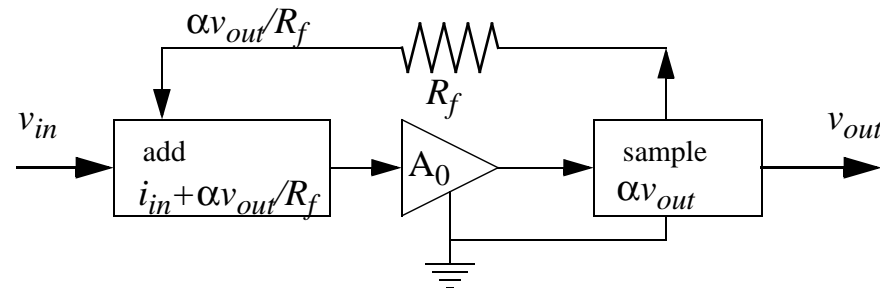 αv_out/R_f
R_f
v_in
v_out
add
i_in+αv_out/R_f
A_0
sample
αv_out